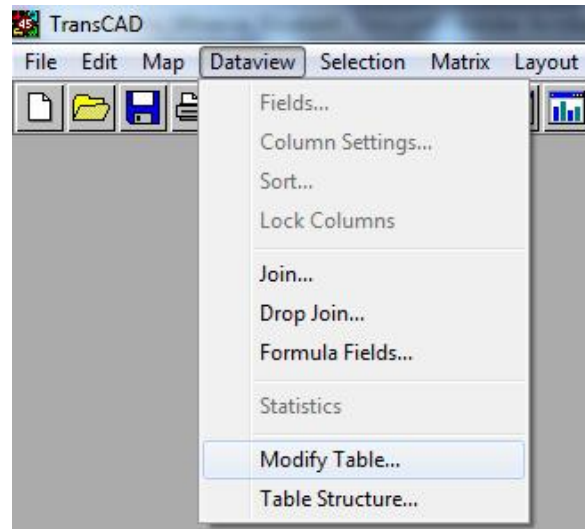 TransCAD
File Edit Map Dataview Selection Matrix Layout
Fields...
Column Settings...
Sort...
Lock Columns
Join...
Drop Join...
Formula Fields...
Statistics
Modify Table...
Table Structure...